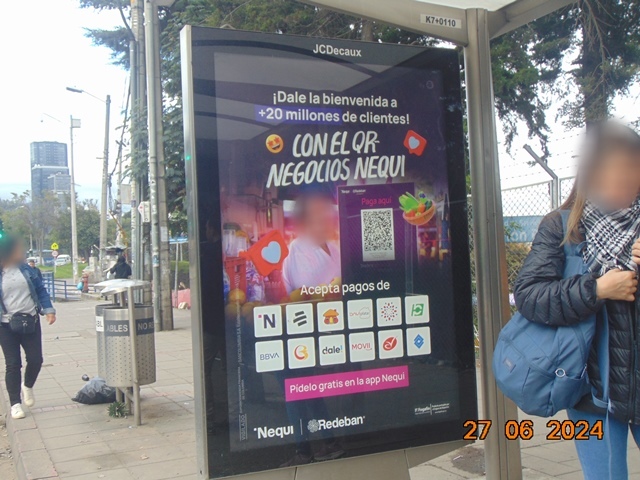 K7+0110
JCDecaux
¡Dale la bienvenida a
+20 millones de clientes!
CON EL QR
NEGOCIOS NEQUI
Paga aquí
Acepta pagos de
N
BBVA
dale!
MOVIL
Pídelo gratis en la app Nequi
Nequi
Redeban
27 06 2024